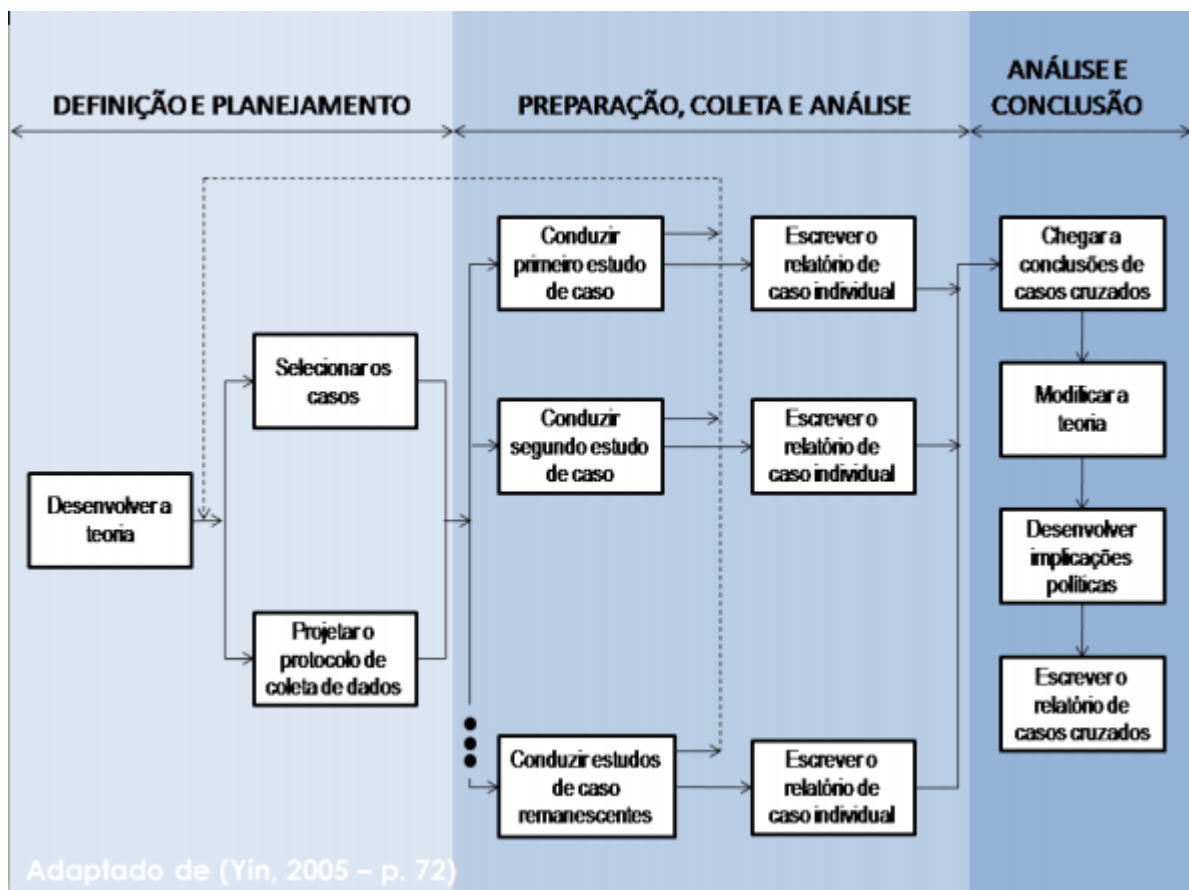 DEFINIÇÃO E PLANEJAMENTO
PREPARAÇÃO, COLETA E ANÁLISE
ANÁLISE E
CONCLUSÃO
Desenvolver a
teoria
Selecionar os
casos
Projetar o
protocolo de
coleta de dados
Conduzir
primeiro estudo
de caso
Escrever o
relatório de
caso individual
Conduzir
segundo estudo
de caso
Escrever o
relatório de
caso individual
Conduzir estudos
de caso
remanescentes
Escrever o
relatório de
caso individual
Chegar a
conclusões de
casos cruzados
Modificar a
teoria
Desenvolver
implicações
políticas
Escrever o
relatório de
casos cruzados
Adaptado de (Yin, 2005 – p. 72)